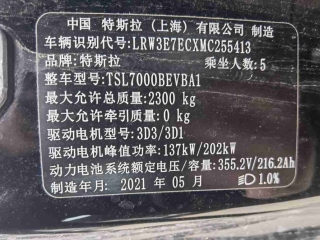 中国 特斯拉（上海）有限公司 制造
车辆识别代号:LRW3E7ECXMC255413
品牌:特斯拉 乘坐人数:5
整车型号:TSL7000BEVBA1
最大允许总质量:2300 kg
最大允许牵引质量:0 kg
驱动电机型号:3D3/3D1
驱动电机峰值功率:137kW/202kW
动力电池系统额定电压/容量:355.2V/216.2Ah
制造年月:2021 年 05 月 1.0%